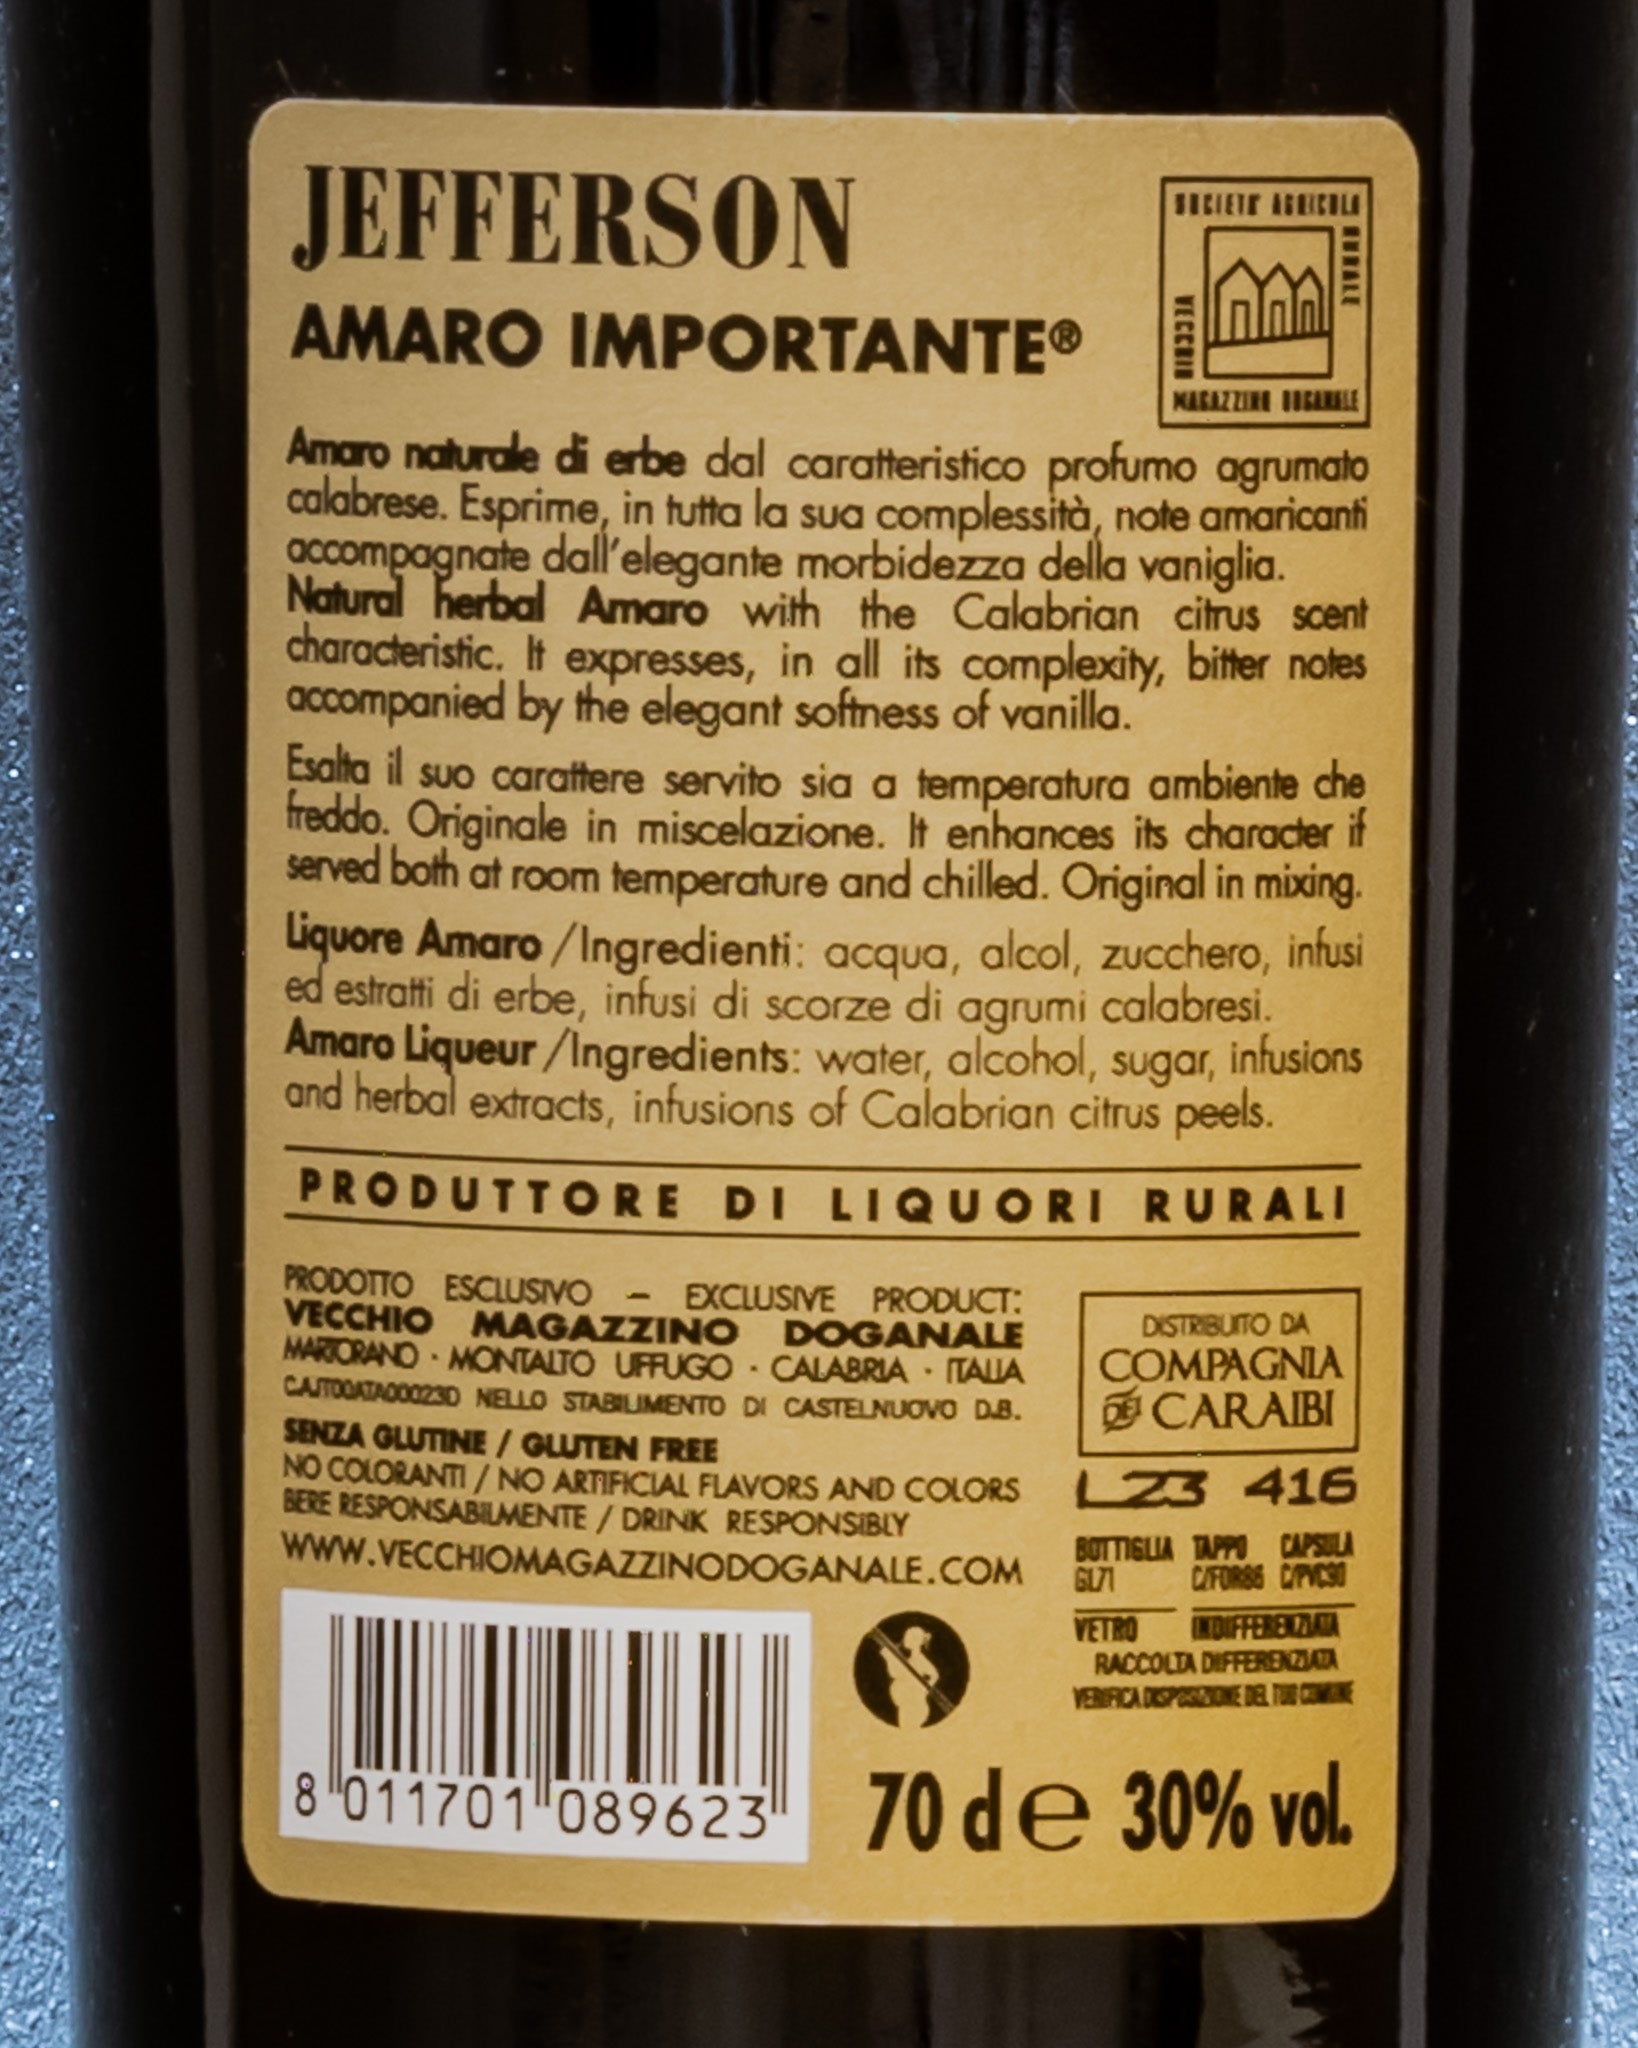 JEFFERSON
AMARO IMPORTANTE®
SOCIETA' AGRICOLA
RURALE
VECCHIO
MAGAZZINO DOGANALE
Amaro naturale di erbe dal caratteristico profumo agrumato
calabrese. Esprime, in tutta la sua complessità, note amaricanti
accompagnate dall'elegante morbidezza della vaniglia.
Natural herbal Amaro with the Calabrian citrus scent
characteristic. It expresses, in all its complexity, bitter notes
accompanied by the elegant softness of vanilla.
Esalta il suo carattere servito sia a temperatura ambiente che
freddo. Originale in miscelazione. It enhances its character if
served both at room temperature and chilled. Original in mixing.
Liquore Amaro /Ingredienti: acqua, alcol, zucchero, infusi
ed estratti di erbe, infusi di scorze di agrumi calabresi.
Amaro Liqueur /Ingredients: water, alcohol, sugar, infusions
and herbal extracts, infusions of Calabrian citrus peels.
PRODUTTORE DI LIQUORI RURALI
PRODOTTO ESCLUSIVO – EXCLUSIVE PRODUCT:
VECCHIO MAGAZZINO DOGANALE
MARTORANO · MONTALTO UFFUGO · CALABRIA · ITALIA
NELLO STABILIMENTO DI CASTELNUOVO D.B.
SENZA GLUTINE / GLUTEN FREE
NO COLORANTI / NO ARTIFICIAL FLAVORS AND COLORS
BERE RESPONSABILMENTE / DRINK RESPONSIBLY
WWW.VECCHIOMAGAZZINODOGANALE.COM
DISTRIBUITO DA
COMPAGNIA
DEI CARAIBI
L23 416
BOTTIGLIA TAPPO CAPSULA
GL71 C/FOR86 C/PVC90
VETRO INDIFFERENZIATA
RACCOLTA DIFFERENZIATA
VERIFICA DISPOSIZIONE DEL TUO COMUNE
8 011701 089623
70 cl e 30% vol.